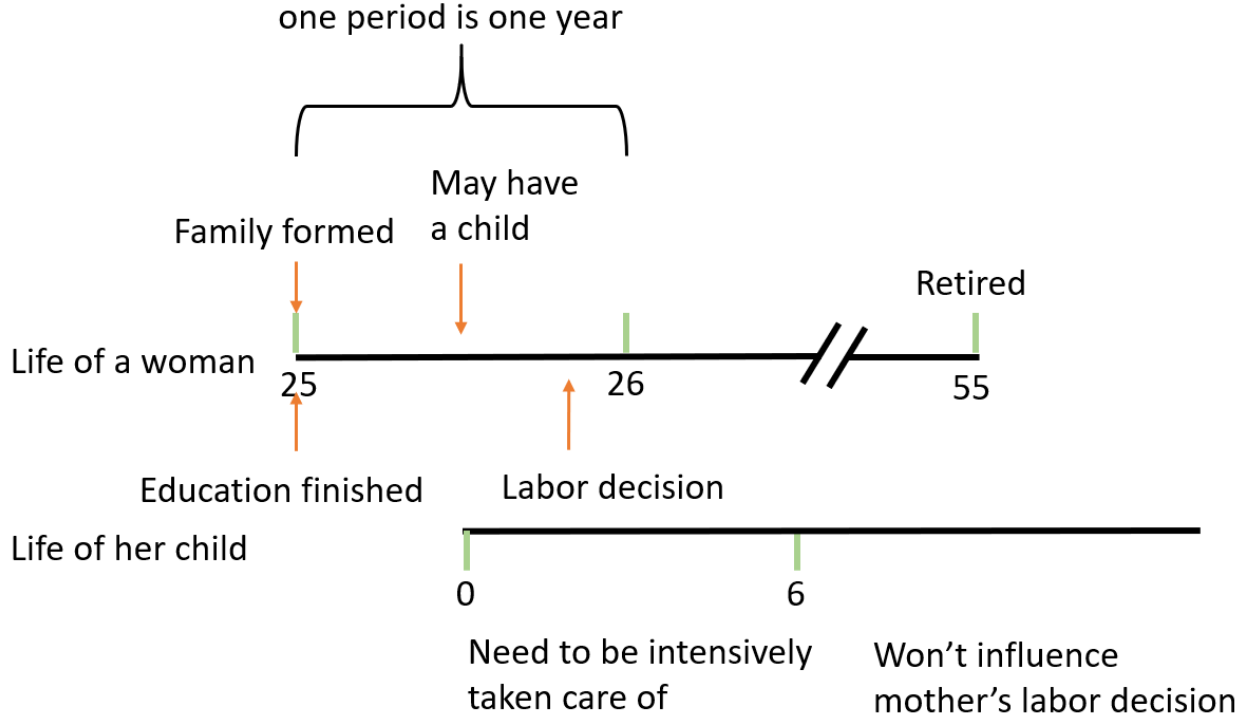 one period is one year
May have
a child
Family formed
Retired
Life of a woman
25
26
55
Education finished
Labor decision
Life of her child
0
6
Need to be intensively
taken care of
Won't influence
mother's labor decision